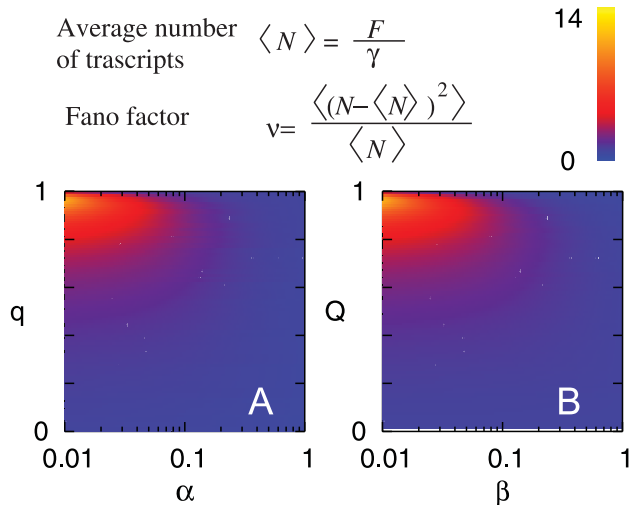 Average number of trascripts ⟨N⟩ = F/γ
Fano factor ν= ⟨(N−⟨N⟩)²⟩/⟨N⟩
14
0
1
q
0
A
0.01 0.1 1
α
1
Q
0
B
0.01 0.1 1
β